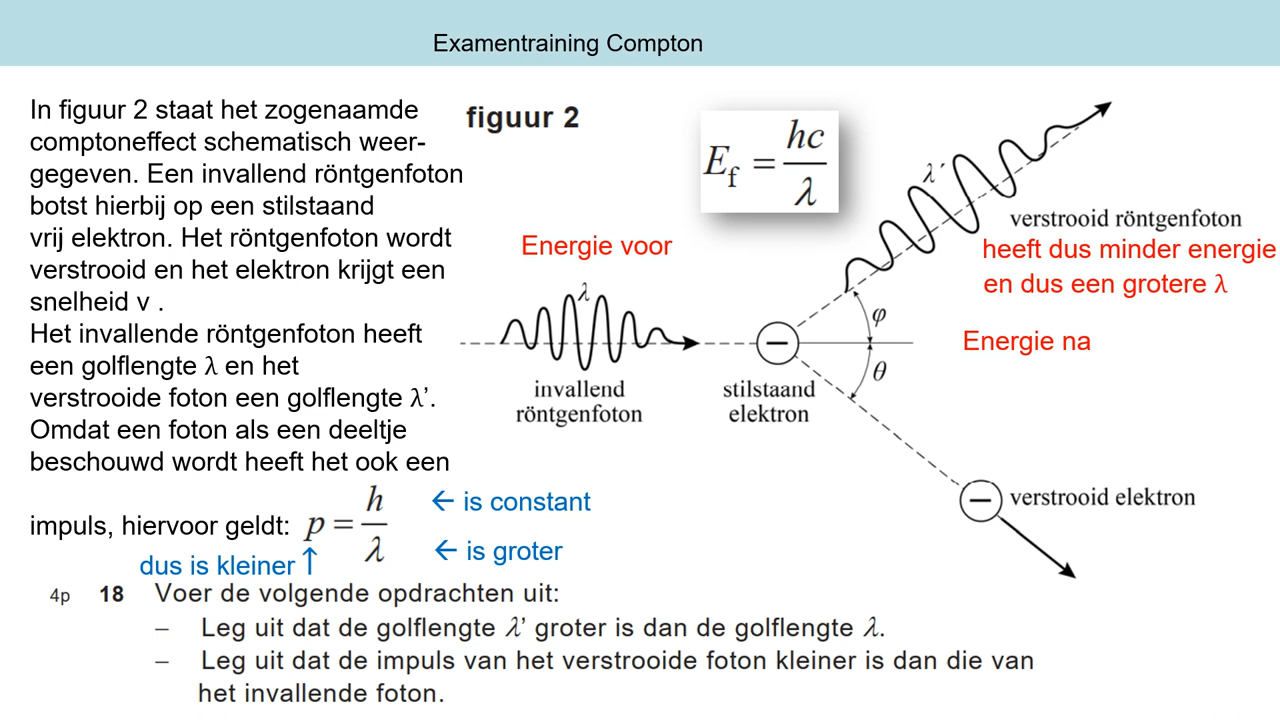 Examentraining Compton
In figuur 2 staat het zogenaamde
comptoneffect schematisch weer-
gegeven. Een invallend röntgenfoton
botst hierbij op een stilstaand
vrij elektron. Het röntgenfoton wordt
verstrooid en het elektron krijgt een
snelheid v .
Het invallende röntgenfoton heeft
een golflengte λ en het
verstrooide foton een golflengte λ’.
Omdat een foton als een deeltje
beschouwd wordt heeft het ook een
impuls, hiervoor geldt: p = h / λ
← is constant
← is groter
dus is kleiner ↑
figuur 2
E_f = hc / λ
Energie voor
λ
invallend
röntgenfoton
stilstaand
elektron
λ´
verstrooid röntgenfoton
heeft dus minder energie
en dus een grotere λ
Energie na
φ
θ
verstrooid elektron
4p 18 Voer de volgende opdrachten uit:
– Leg uit dat de golflengte λ’ groter is dan de golflengte λ.
– Leg uit dat de impuls van het verstrooide foton kleiner is dan die van
het invallende foton.